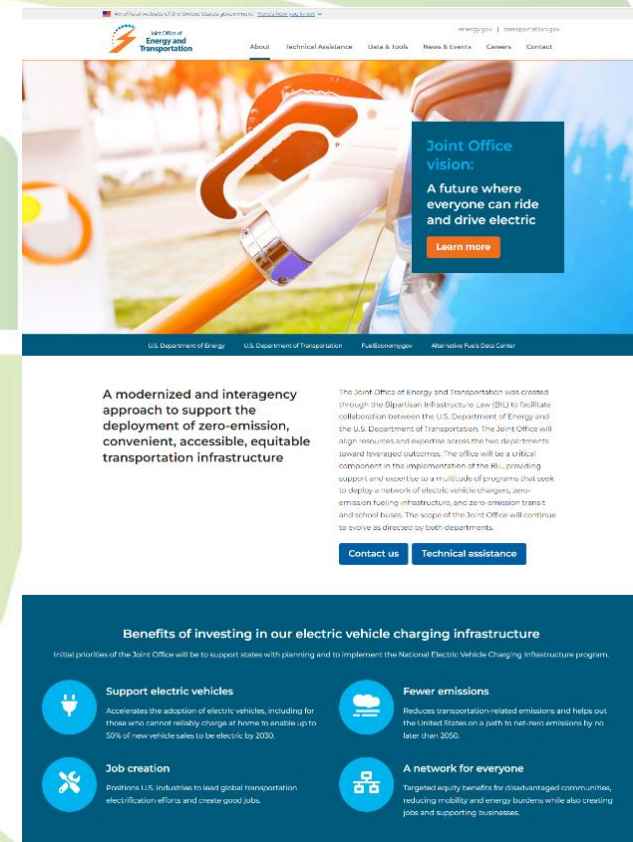 An official website of the United States government Here's how you know
energy.gov | transportation.gov
Joint Office of
Energy and
Transportation
About Technical Assistance Data & Tools News & Events Careers Contact
Joint Office
vision:
A future where
everyone can ride
and drive electric
Learn more
U.S. Department of Energy U.S. Department of Transportation FuelEconomy.gov Alternative Fuels Data Center
A modernized and interagency
approach to support the
deployment of zero-emission,
convenient, accessible, equitable
transportation infrastructure
The Joint Office of Energy and Transportation was created
through the Bipartisan Infrastructure Law (BIL) to facilitate
collaboration between the U.S. Department of Energy and
the U.S. Department of Transportation. The Joint Office will
align resources and expertise across the two departments
toward leveraged outcomes. The office will be a critical
component in the implementation of the BIL, providing
support and expertise to a multitude of programs that seek
to deploy a network of electric vehicle chargers, zero-
emission fueling infrastructure, and zero-emission transit
and school buses. The scope of the Joint Office will continue
to evolve as directed by both departments.
Contact us Technical assistance
Benefits of investing in our electric vehicle charging infrastructure
Initial priorities of the Joint Office will be to support states with planning and to implement the National Electric Vehicle Charging Infrastructure program.
Support electric vehicles
Accelerates the adoption of electric vehicles, including for
those who cannot reliably charge at home to enable up to
50% of new vehicle sales to be electric by 2030.
Fewer emissions
Reduces transportation-related emissions and helps put
the United States on a path to net-zero emissions by no
later than 2050.
Job creation
Positions U.S. industries to lead global transportation
electrification efforts and create good jobs.
A network for everyone
Targeted equity benefits for disadvantaged communities,
reducing mobility and energy burdens while also creating
jobs and supporting businesses.